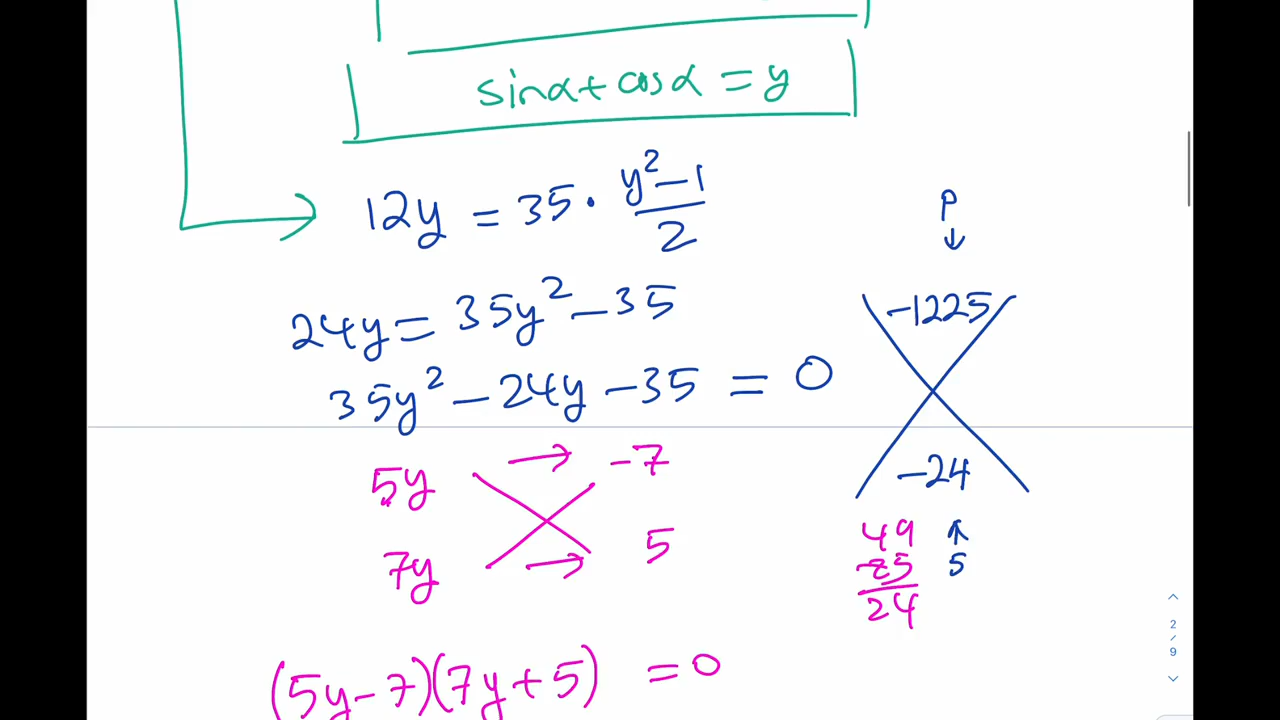 sinα + cosα = y
12y = 35 · (y² − 1)/2
P
↓
24y = 35y² − 35
−1225
35y² − 24y − 35 = 0
5y → −7
−24
7y → 5
49 ↑
−25 S
24
(5y − 7)(7y + 5) = 0
2
/
9